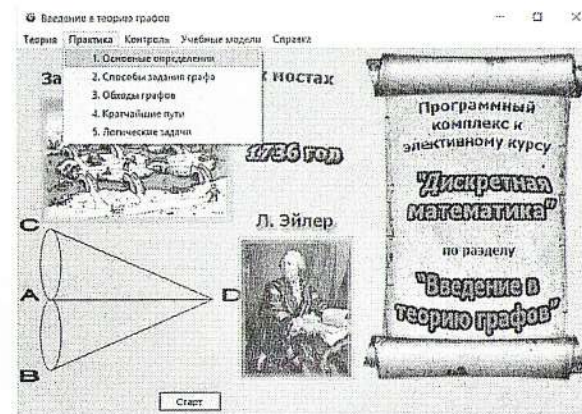 Введение в теорию графов
Теория Практика Контроль Учебные модели Справка
1. Основные определения
2. Способы задания графа
3. Обходы графов
4. Кратчайшие пути
5. Логические задачи
За
х мостах
1736 год
Л. Эйлер
C
A
D
B
Старт
Программный
комплекс к
элективному курсу
"Дискретная
математика"
по разделу
"Введение в
теорию графов"